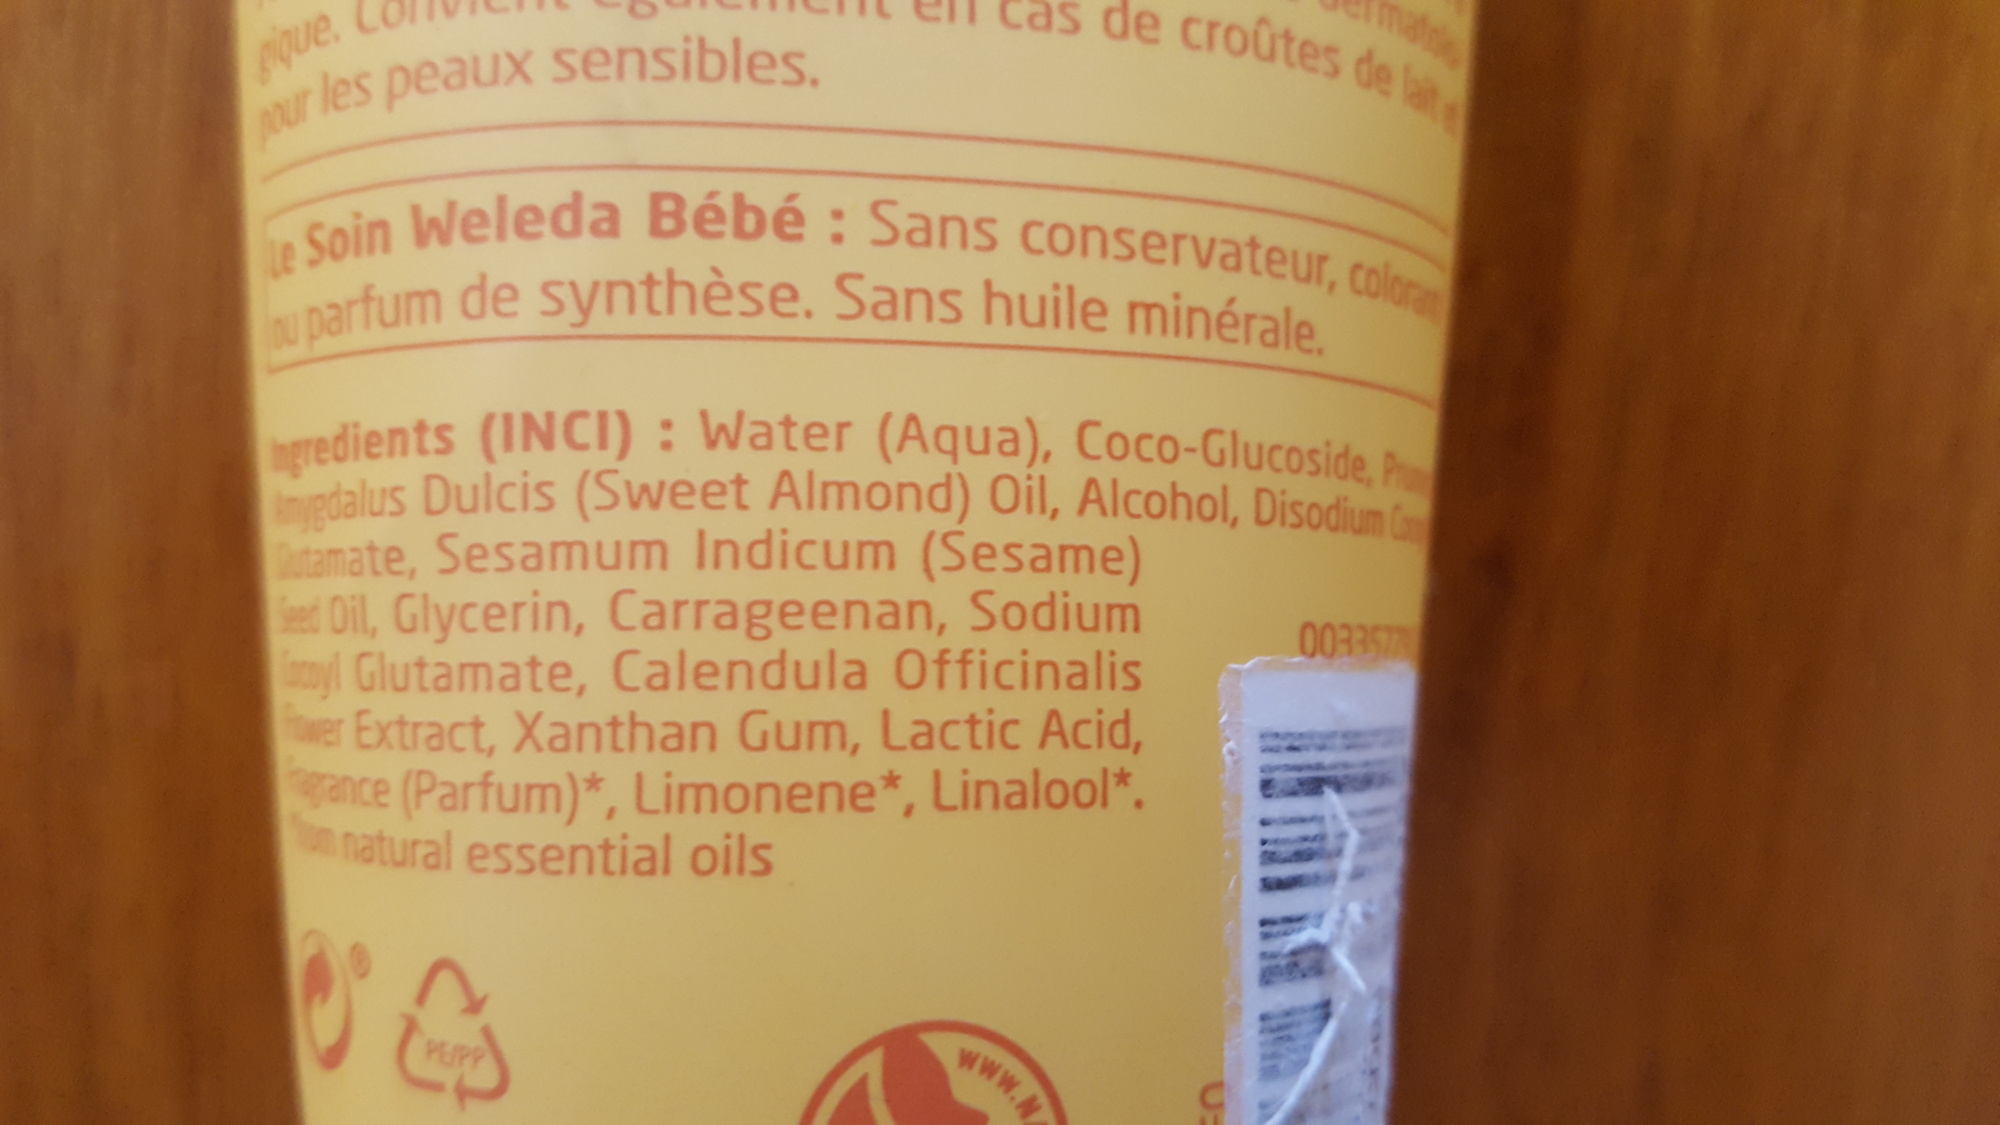 gique. Convient également en cas de croûtes de lait et
pour les peaux sensibles.
Le Soin Weleda Bébé : Sans conservateur, colorant
ou parfum de synthèse. Sans huile minérale.
Ingredients (INCI) : Water (Aqua), Coco-Glucoside,
Amygdalus Dulcis (Sweet Almond) Oil, Alcohol, Disodium
Glutamate, Sesamum Indicum (Sesame)
Seed Oil, Glycerin, Carrageenan, Sodium
Cocoyl Glutamate, Calendula Officinalis
Flower Extract, Xanthan Gum, Lactic Acid,
Fragrance (Parfum)*, Limonene*, Linalool*.
*from natural essential oils
®
PE/PP